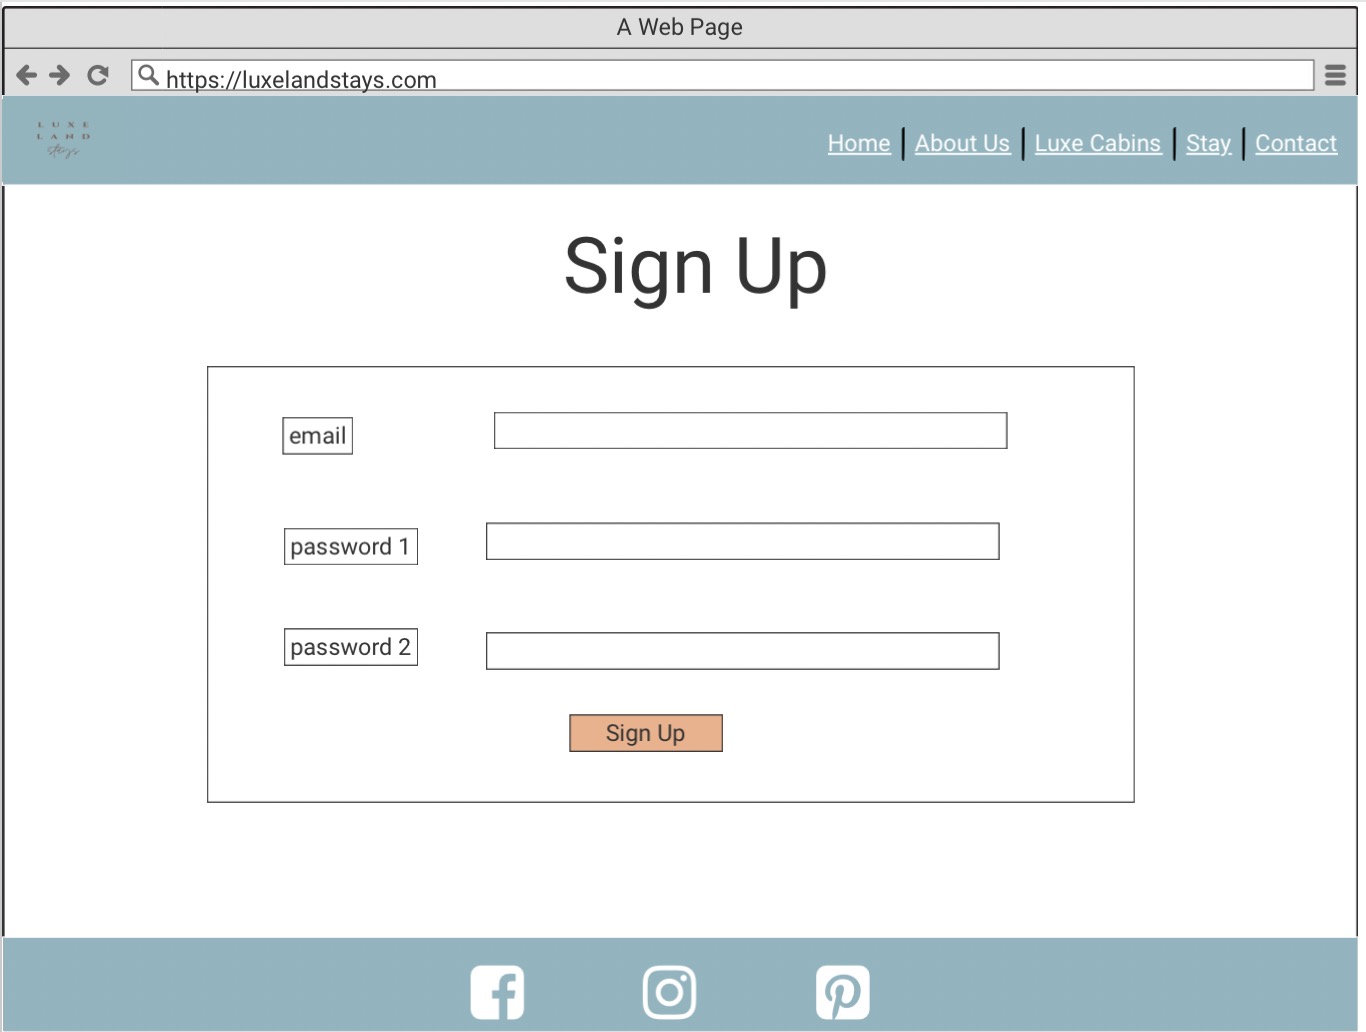 A Web Page
https://luxelandstays.com
LUXE
LAND
stays
Home | About Us | Luxe Cabins | Stay | Contact
Sign Up
email
password 1
password 2
Sign Up